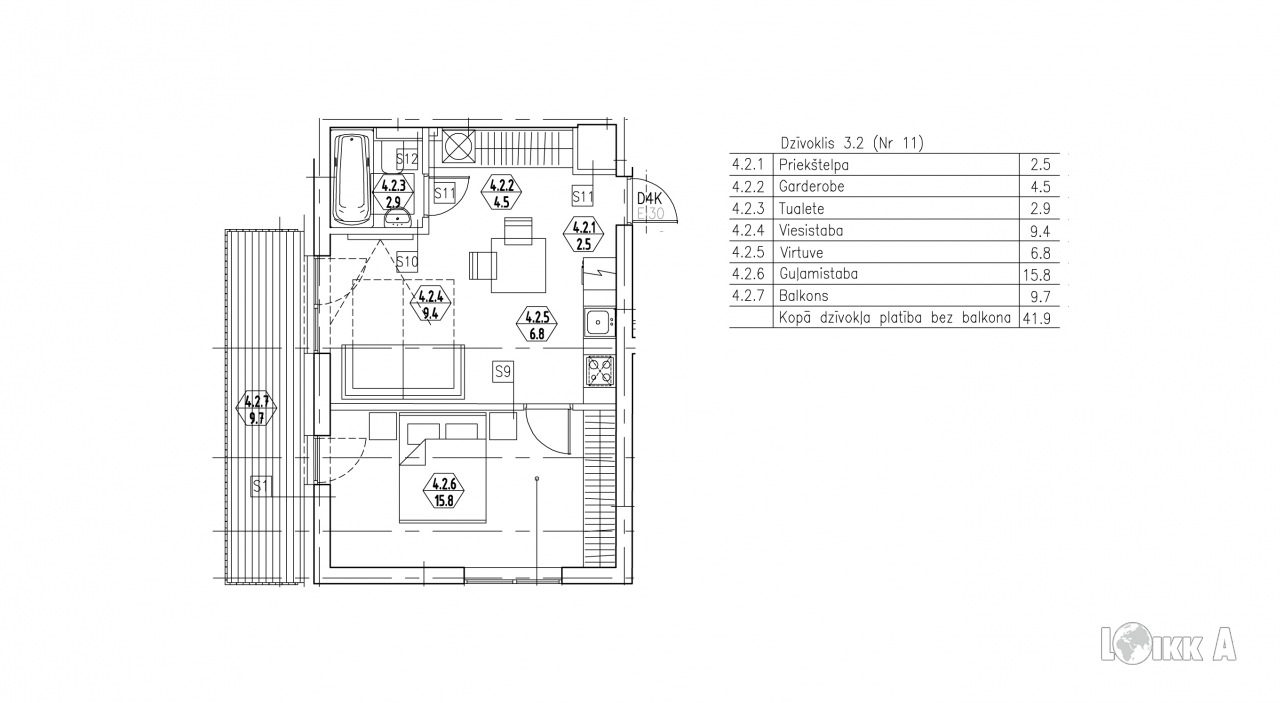 S12
4.2.3
2.9
S11
4.2.2
4.5
S11
D4K
E 30
4.2.1
2.5
S10
4.2.4
9.4
4.2.5
6.8
S9
4.2.7
9.7
S1
4.2.6
15.8
Dzīvoklis 3.2 (Nr 11)
4.2.1 Priekštelpa 2.5
4.2.2 Garderobe 4.5
4.2.3 Tualete 2.9
4.2.4 Viesistaba 9.4
4.2.5 Virtuve 6.8
4.2.6 Guļamistaba 15.8
4.2.7 Balkons 9.7
Kopā dzīvokļa platība bez balkona 41.9
LOIKK A